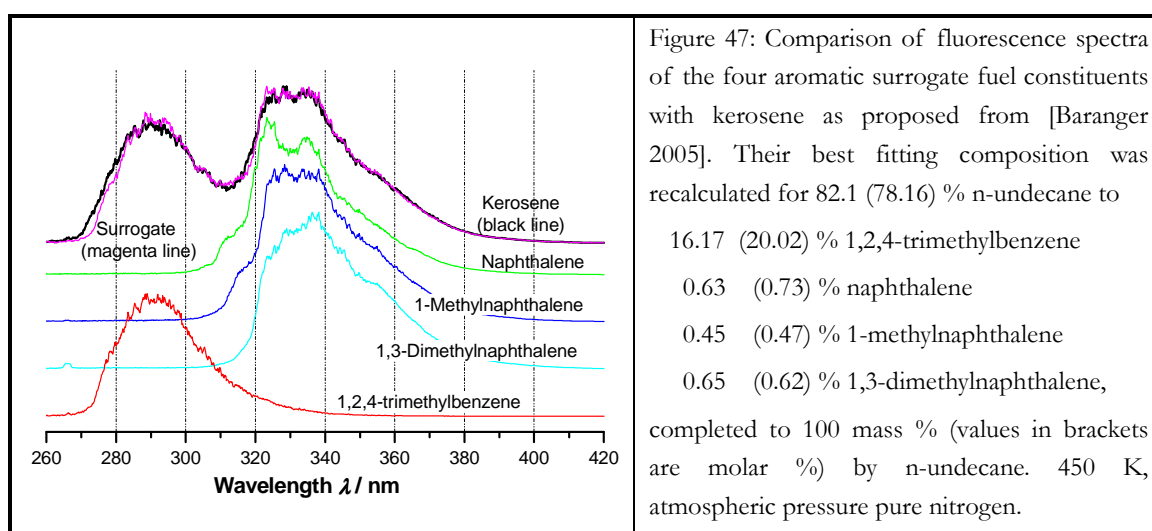 Surrogate
(magenta line)
Kerosene
(black line)
Naphthalene
1-Methylnaphthalene
1,3-Dimethylnaphthalene
1,2,4-trimethylbenzene
260 280 300 320 340 360 380 400 420
Wavelength λ / nm
Figure 47: Comparison of fluorescence spectra
of the four aromatic surrogate fuel constituents
with kerosene as proposed from [Baranger
2005]. Their best fitting composition was
recalculated for 82.1 (78.16) % n-undecane to
16.17 (20.02) % 1,2,4-trimethylbenzene
0.63 (0.73) % naphthalene
0.45 (0.47) % 1-methylnaphthalene
0.65 (0.62) % 1,3-dimethylnaphthalene,
completed to 100 mass % (values in brackets
are molar %) by n-undecane. 450 K,
atmospheric pressure pure nitrogen.